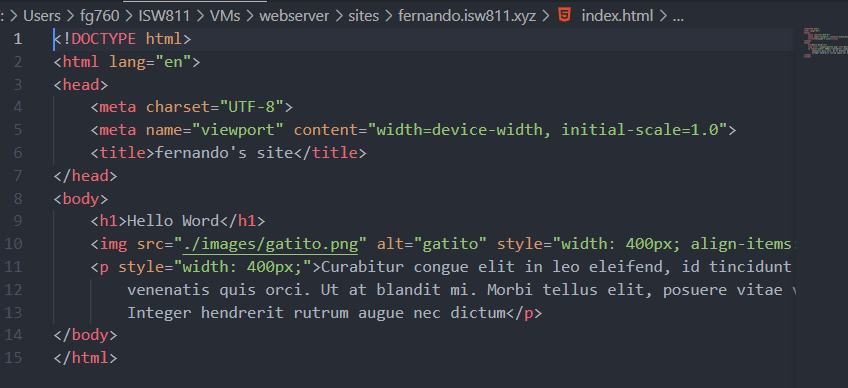 : > Users > fg760 > ISW811 > VMs > webserver > sites > fernando.isw811.xyz > index.html > ...
1 <!DOCTYPE html>
2 <html lang="en">
3 <head>
4 <meta charset="UTF-8">
5 <meta name="viewport" content="width=device-width, initial-scale=1.0">
6 <title>fernando's site</title>
7 </head>
8 <body>
9 <h1>Hello Word</h1>
10 <img src="./images/gatito.png" alt="gatito" style="width: 400px; align-items:
11 <p style="width: 400px;">Curabitur congue elit in leo eleifend, id tincidunt
12 venenatis quis orci. Ut at blandit mi. Morbi tellus elit, posuere vitae v
13 Integer hendrerit rutrum augue nec dictum</p>
14 </body>
15 </html>